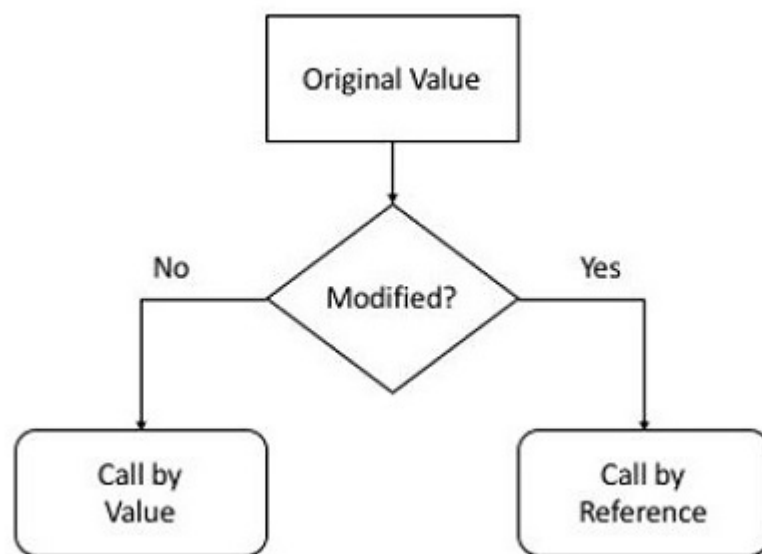 Original Value
No
Yes
Modified?
Call by
Value
Call by
Reference